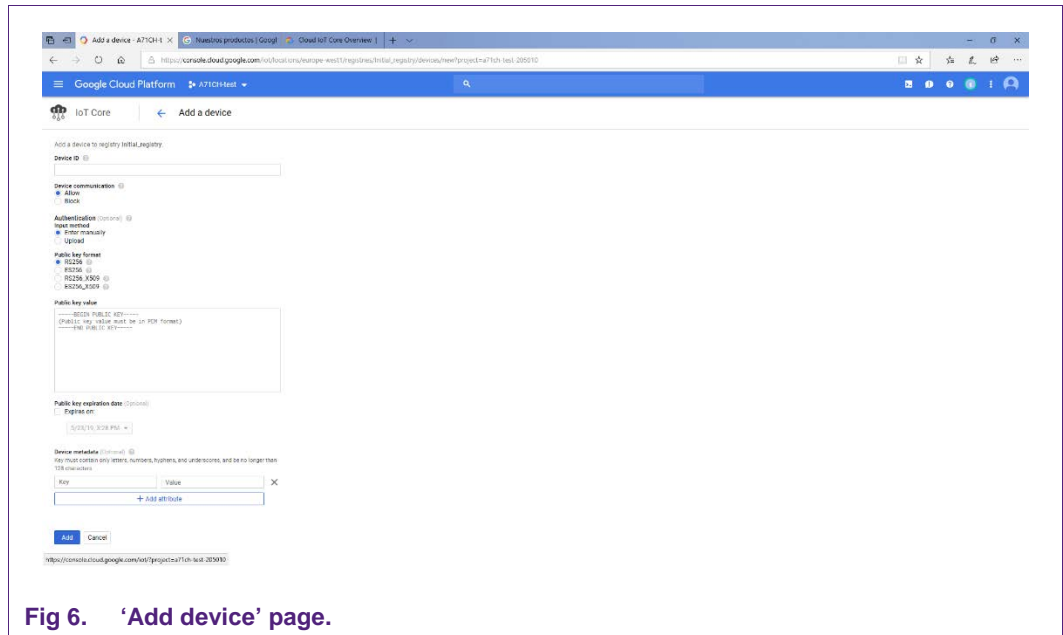 Add a device - A71CH-t
Nuestros productos | Googl
Cloud IoT Core Overview |
https://console.cloud.google.com/iot/locations/europe-west1/registries/initial_registry/devices/new?project=a71ch-test-205010
Google Cloud Platform
A71CH-test
IoT Core
Add a device
Add a device to registry initial_registry.
Device ID
Device communication
Allow
Block
Authentication (Optional)
Input method
Enter manually
Upload
Public key format
RS256
ES256
RS256_X509
ES256_X509
Public key value
-----BEGIN PUBLIC KEY-----
(Public key value must be in PEM format)
-----END PUBLIC KEY-----
Public key expiration date (Optional)
Expires on:
Device metadata (Optional)
Key must contain only letters, numbers, hyphens, and underscores, and be no longer than
128 characters
Key
Value
+ Add attribute
Add
Cancel
https://console.cloud.google.com/iot/?project=a71ch-test-205010
Fig 6. ‘Add device’ page.